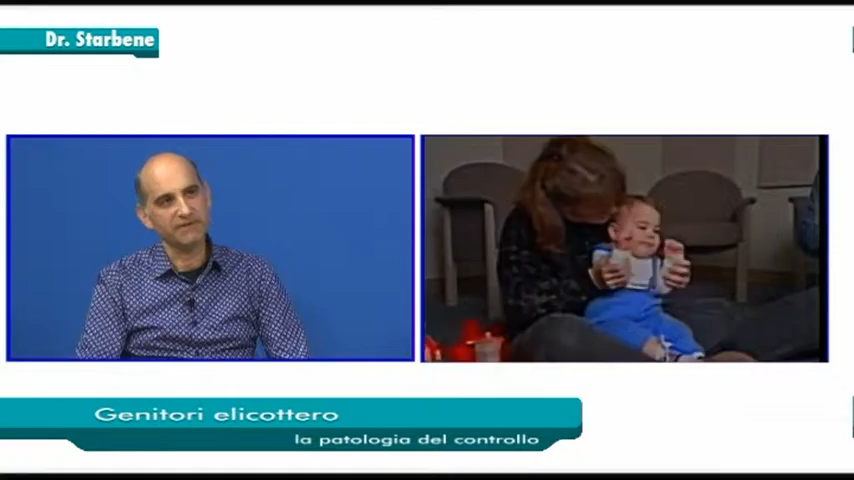 Dr. Starbene
Genitori elicottero
la patologia del controllo